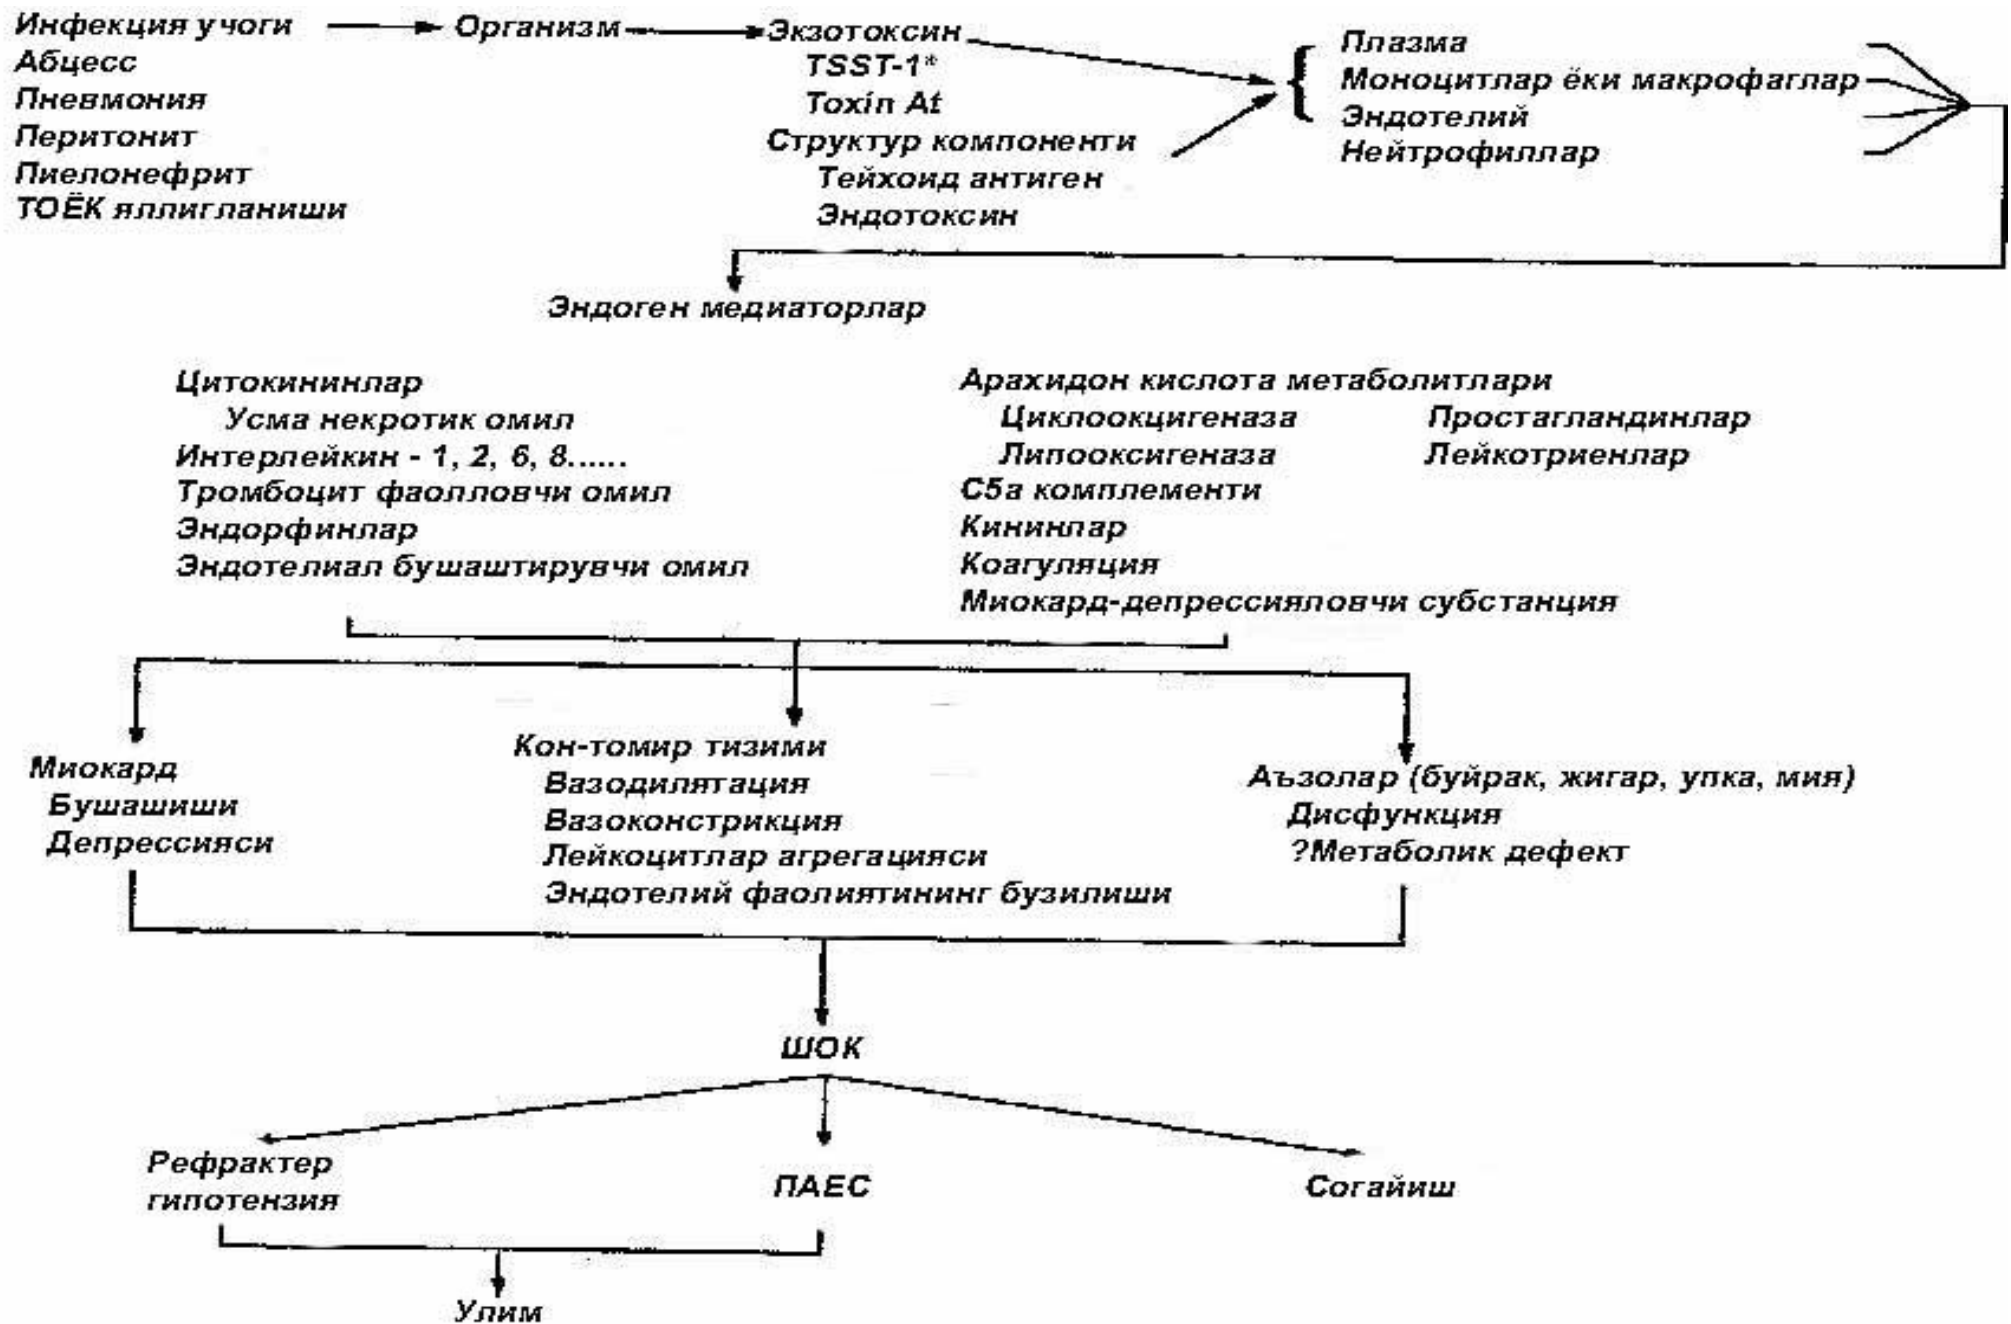 Инфекция учоги
Абцесс
Пневмония
Перитонит
Пиелонефрит
ТОЁК яллигланиши
Организм
Экзотоксин
TSST-1*
Toxin At
Структур компоненти
Тейхоид антиген
Эндотоксин
Плазма
Моноцитлар ёки макрофаглар
Эндотелий
Нейтрофиллар
Эндоген медиаторлар
Цитокининлар
Усма некротик омил
Интерлейкин - 1, 2, 6, 8......
Тромбоцит фаолловчи омил
Эндорфинлар
Эндотелиал бушаштирувчи омил
Арахидон кислота метаболитлари
Циклоокцигеназа Простагландинлар
Липооксигеназа Лейкотриенлар
С5а комплементи
Кининлар
Коагуляция
Миокард-депрессияловчи субстанция
Миокард
Бушашиши
Депрессияси
Кон-томир тизими
Вазодилятация
Вазоконстрикция
Лейкоцитлар агрегацияси
Эндотелий фаолиятининг бузилиши
Аъзолар (буйрак, жигар, упка, мия)
Дисфункция
?Метаболик дефект
ШОК
Рефрактер
гипотензия
ПАЕС
Согайиш
Улим